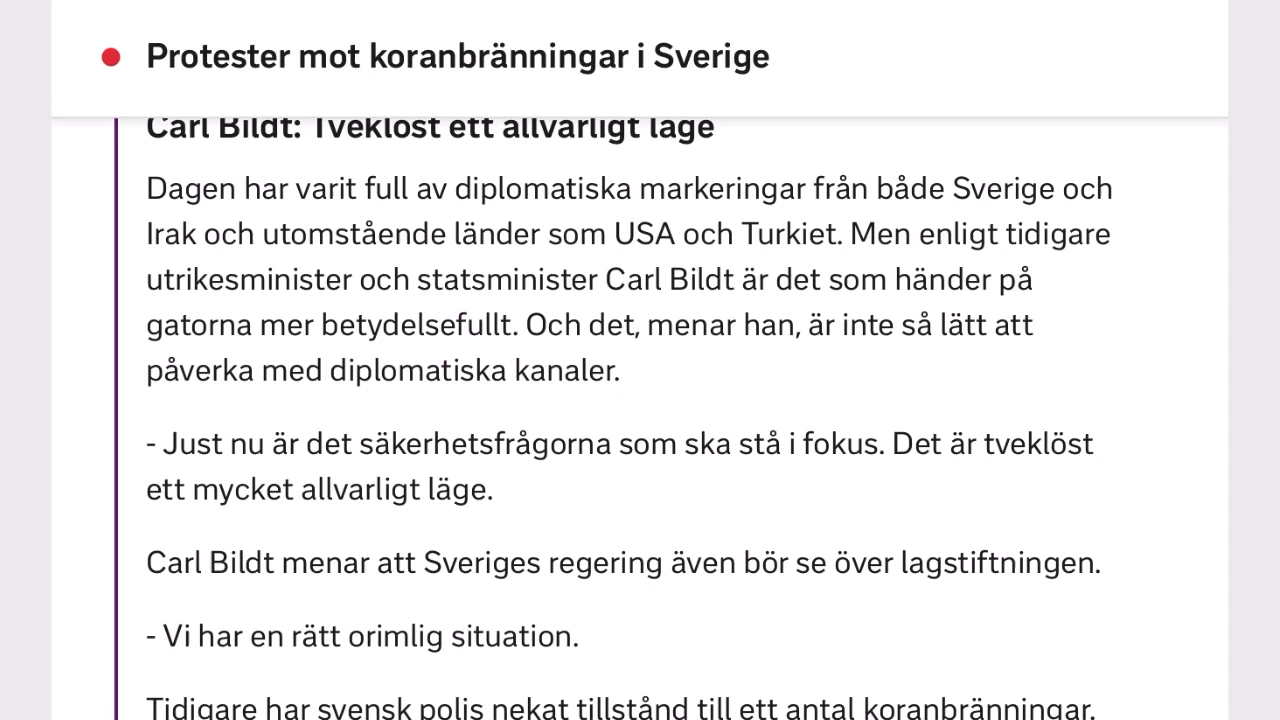 Protester mot koranbränningar i Sverige
Carl Bildt: Tveklöst ett allvarligt läge
Dagen har varit full av diplomatiska markeringar från både Sverige och
Irak och utomstående länder som USA och Turkiet. Men enligt tidigare
utrikesminister och statsminister Carl Bildt är det som händer på
gatorna mer betydelsefullt. Och det, menar han, är inte så lätt att
påverka med diplomatiska kanaler.
- Just nu är det säkerhetsfrågorna som ska stå i fokus. Det är tveklöst
ett mycket allvarligt läge.
Carl Bildt menar att Sveriges regering även bör se över lagstiftningen.
- Vi har en rätt orimlig situation.
Tidigare har svensk polis nekat tillstånd till ett antal koranbränningar.